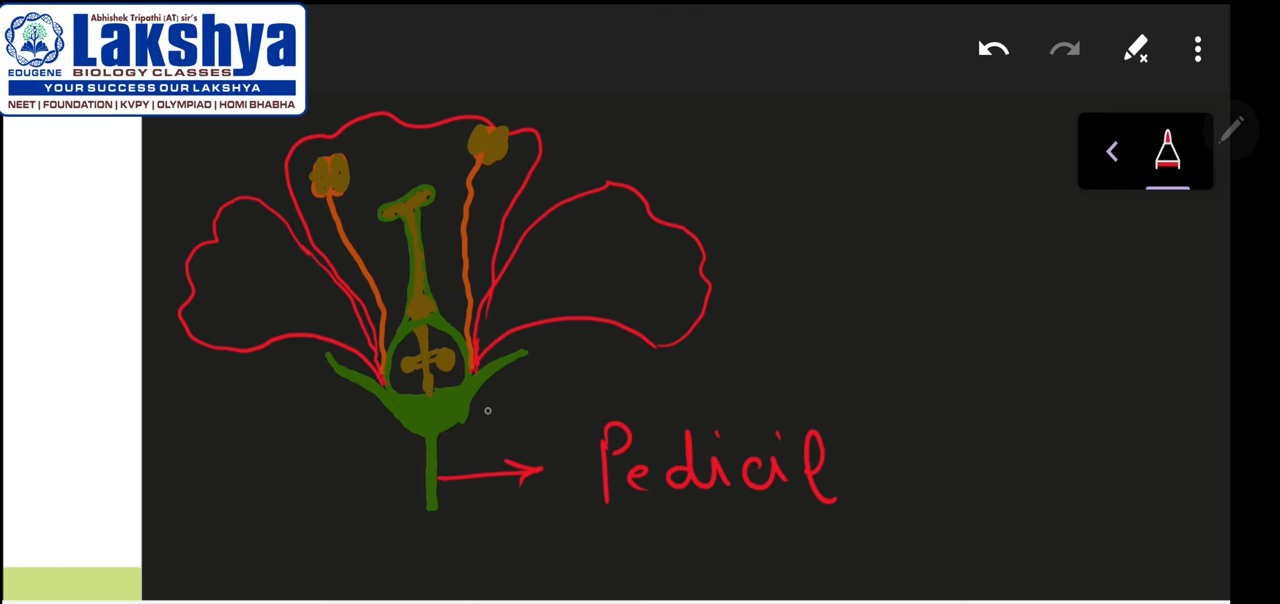 Abhishek Tripathi (AT) sir's
Lakshya
EDUGENE BIOLOGY CLASSES
YOUR SUCCESS OUR LAKSHYA
NEET | FOUNDATION | KVPY | OLYMPIAD | HOMI BHABHA
Pedicil